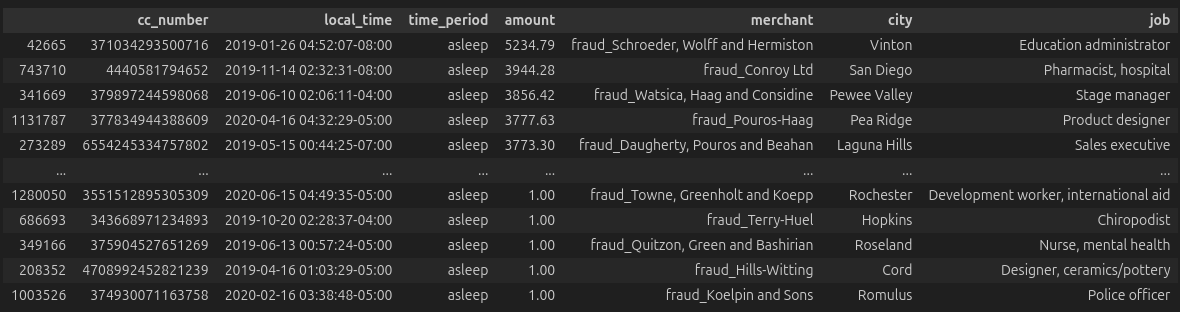 cc_number local_time time_period amount merchant city job
42665 371034293500716 2019-01-26 04:52:07-08:00 asleep 5234.79 fraud_Schroeder, Wolff and Hermiston Vinton Education administrator
743710 4440581794652 2019-11-14 02:32:31-08:00 asleep 3944.28 fraud_Conroy Ltd San Diego Pharmacist, hospital
341669 379897244598068 2019-06-10 02:06:11-04:00 asleep 3856.42 fraud_Watsica, Haag and Considine Pewee Valley Stage manager
1131787 377834944388609 2020-04-16 04:32:29-05:00 asleep 3777.63 fraud_Pouros-Haag Pea Ridge Product designer
273289 6554245334757802 2019-05-15 00:44:25-07:00 asleep 3773.30 fraud_Daugherty, Pouros and Beahan Laguna Hills Sales executive
... ... ... ... ... ... ... ...
1280050 3551512895305309 2020-06-15 04:49:35-05:00 asleep 1.00 fraud_Towne, Greenholt and Koepp Rochester Development worker, international aid
686693 343668971234893 2019-10-20 02:28:37-04:00 asleep 1.00 fraud_Terry-Huel Hopkins Chiropodist
349166 375904527651269 2019-06-13 00:57:24-05:00 asleep 1.00 fraud_Quitzon, Green and Bashirian Roseland Nurse, mental health
208352 4708992452821239 2019-04-16 01:03:29-05:00 asleep 1.00 fraud_Hills-Witting Cord Designer, ceramics/pottery
1003526 374930071163758 2020-02-16 03:38:48-05:00 asleep 1.00 fraud_Koelpin and Sons Romulus Police officer